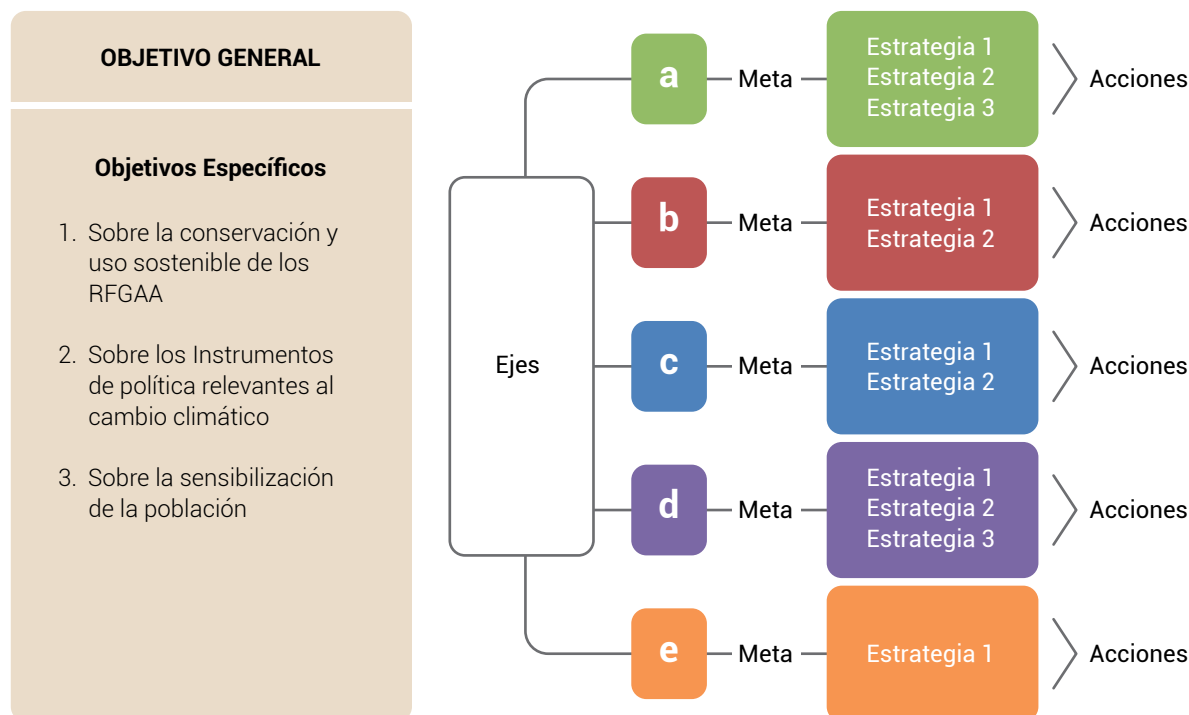 OBJETIVO GENERAL
Objetivos Específicos
1. Sobre la conservación y
uso sostenible de los
RFGAA
2. Sobre los Instrumentos
de política relevantes al
cambio climático
3. Sobre la sensibilización
de la población
Ejes
a
Meta
Estrategia 1
Estrategia 2
Estrategia 3
Acciones
b
Meta
Estrategia 1
Estrategia 2
Acciones
c
Meta
Estrategia 1
Estrategia 2
Acciones
d
Meta
Estrategia 1
Estrategia 2
Estrategia 3
Acciones
e
Meta
Estrategia 1
Acciones